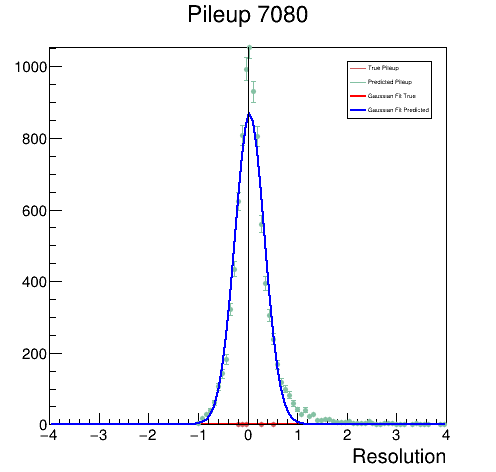 Pileup 7080
True Pileup
Predicted Pileup
Gaussian Fit True
Gaussian Fit Predicted
1000
800
600
400
200
0
−4 −3 −2 −1 0 1 2 3 4
Resolution